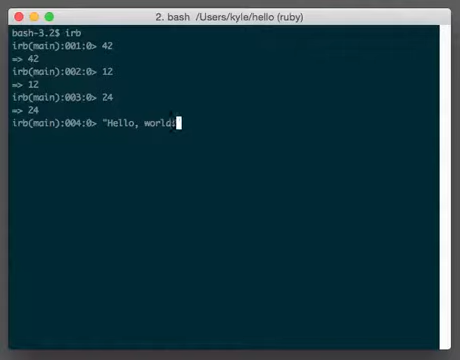 2. bash /Users/kyle/hello (ruby)
bash-3.2$ irb
irb(main):001:0> 42
=> 42
irb(main):002:0> 12
=> 12
irb(main):003:0> 24
=> 24
irb(main):004:0> "Hello, world!